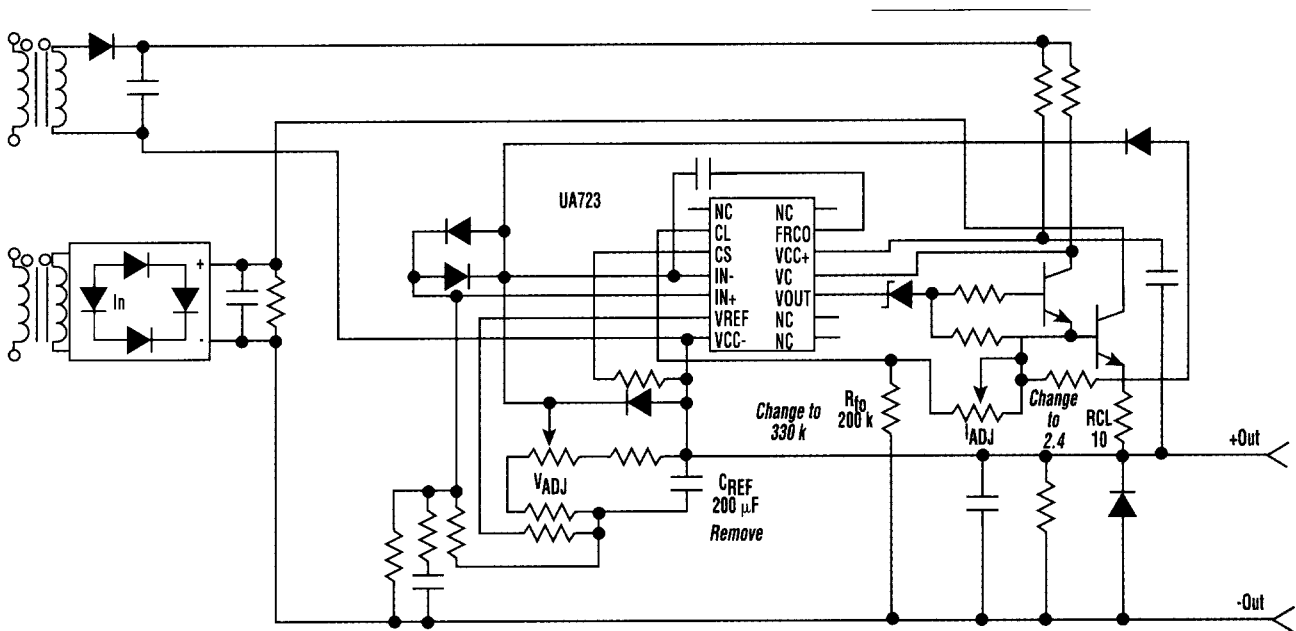 UA723
NC NC
CL FRCO
CS VCC+
IN- VC
IN+ VOUT
VREF NC
VCC- NC
In
+
-
Change to
330 k
Rfo
200 k
IADJ
Change
to
2.4
RCL
10
+Out
VADJ
CREF
200 µF
Remove
-Out